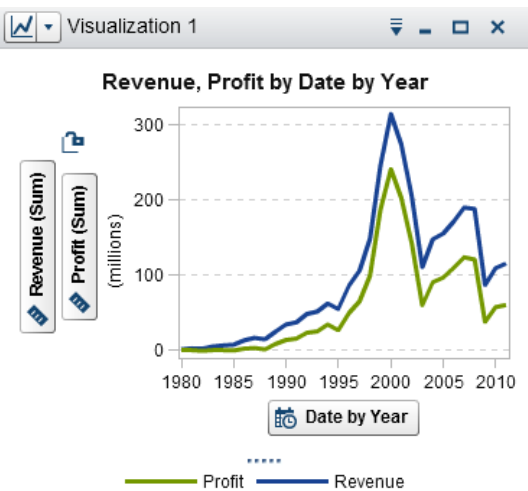 Visualization 1
Revenue, Profit by Date by Year
Revenue (Sum)
Profit (Sum)
(millions)
300
200
100
0
1980 1985 1990 1995 2000 2005 2010
Date by Year
Profit Revenue